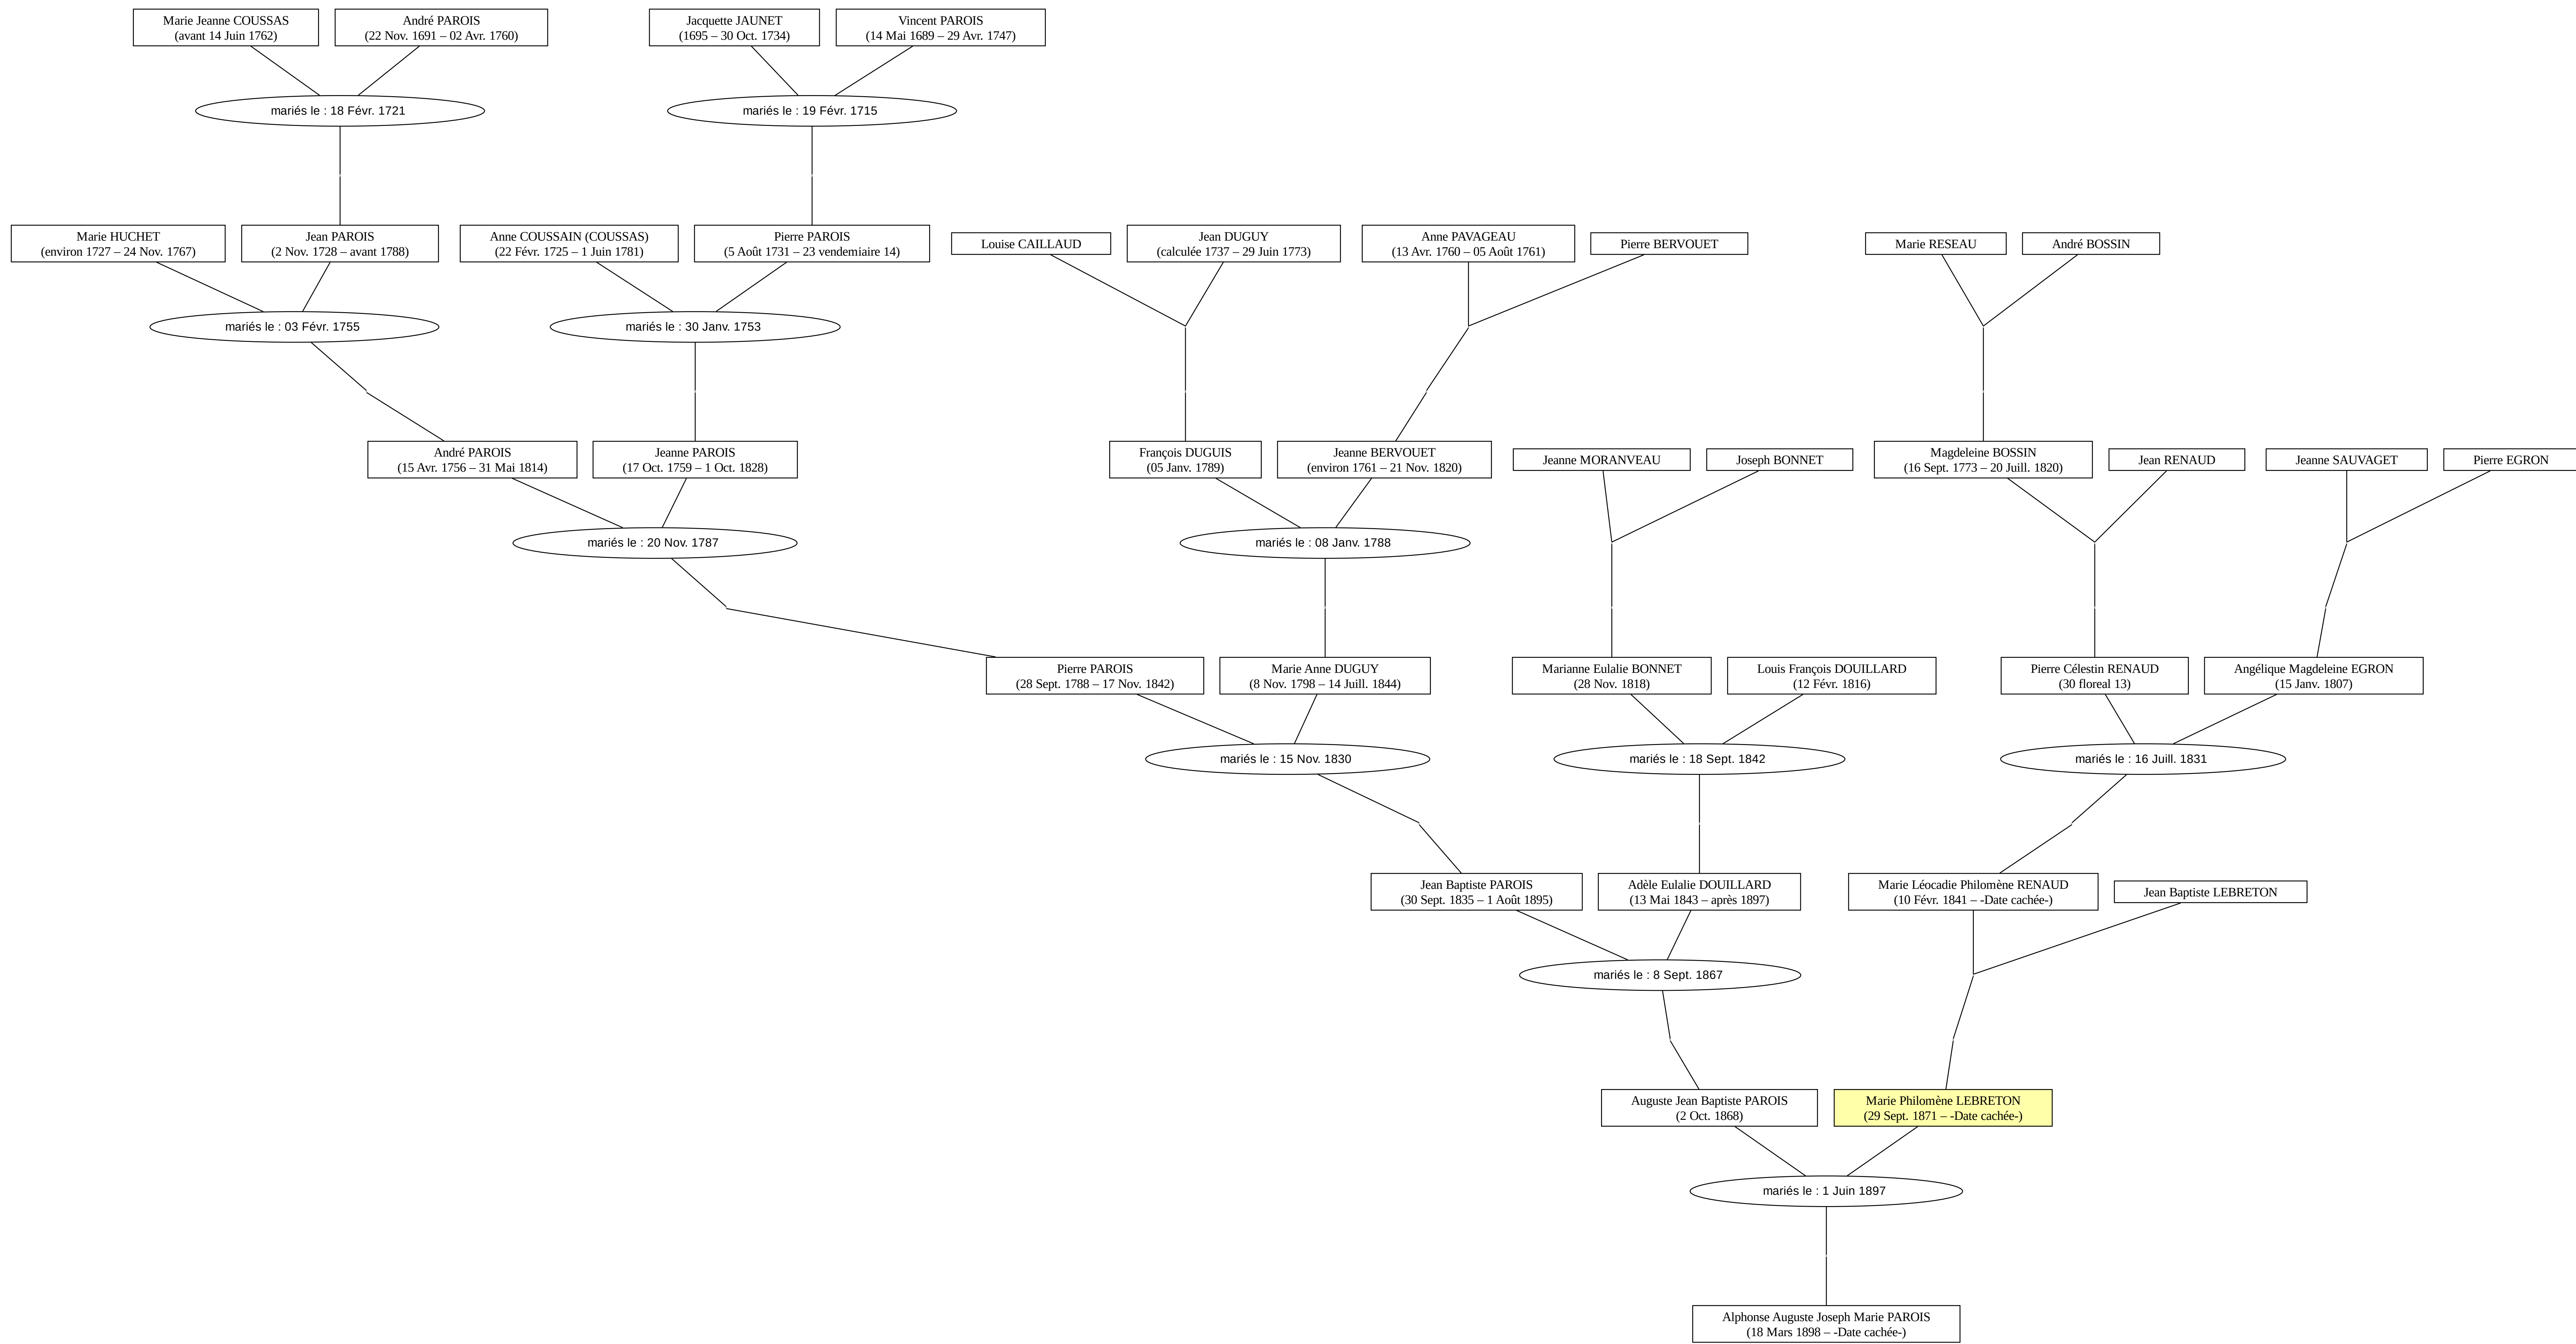 Marie Jeanne COUSSAS
(avant 14 Juin 1762)
André PAROIS
(22 Nov. 1691 – 02 Avr. 1760)
Jacquette JAUNET
(1695 – 30 Oct. 1734)
Vincent PAROIS
(14 Mai 1689 – 29 Avr. 1747)
mariés le : 18 Févr. 1721
mariés le : 19 Févr. 1715
Marie HUCHET
(environ 1727 – 24 Nov. 1767)
Jean PAROIS
(2 Nov. 1728 – avant 1788)
Anne COUSSAIN (COUSSAS)
(22 Févr. 1725 – 1 Juin 1781)
Pierre PAROIS
(5 Août 1731 – 23 vendemiaire 14)
Louise CAILLAUD
Jean DUGUY
(calculée 1737 – 29 Juin 1773)
Anne PAVAGEAU
(13 Avr. 1760 – 05 Août 1761)
Pierre BERVOUET
Marie RESEAU
André BOSSIN
mariés le : 03 Févr. 1755
mariés le : 30 Janv. 1753
André PAROIS
(15 Avr. 1756 – 31 Mai 1814)
Jeanne PAROIS
(17 Oct. 1759 – 1 Oct. 1828)
François DUGUIS
(05 Janv. 1789)
Jeanne BERVOUET
(environ 1761 – 21 Nov. 1820)
Jeanne MORANVEAU
Joseph BONNET
Magdeleine BOSSIN
(16 Sept. 1773 – 20 Juill. 1820)
Jean RENAUD
Jeanne SAUVAGET
Pierre EGRON
mariés le : 20 Nov. 1787
mariés le : 08 Janv. 1788
Pierre PAROIS
(28 Sept. 1788 – 17 Nov. 1842)
Marie Anne DUGUY
(8 Nov. 1798 – 14 Juill. 1844)
Marianne Eulalie BONNET
(28 Nov. 1818)
Louis François DOUILLARD
(12 Févr. 1816)
Pierre Célestin RENAUD
(30 floreal 13)
Angélique Magdeleine EGRON
(15 Janv. 1807)
mariés le : 15 Nov. 1830
mariés le : 18 Sept. 1842
mariés le : 16 Juill. 1831
Jean Baptiste PAROIS
(30 Sept. 1835 – 1 Août 1895)
Adèle Eulalie DOUILLARD
(13 Mai 1843 – après 1897)
Marie Léocadie Philomène RENAUD
(10 Févr. 1841 – -Date cachée-)
Jean Baptiste LEBRETON
mariés le : 8 Sept. 1867
Auguste Jean Baptiste PAROIS
(2 Oct. 1868)
Marie Philomène LEBRETON
(29 Sept. 1871 – -Date cachée-)
mariés le : 1 Juin 1897
Alphonse Auguste Joseph Marie PAROIS
(18 Mars 1898 – -Date cachée-)